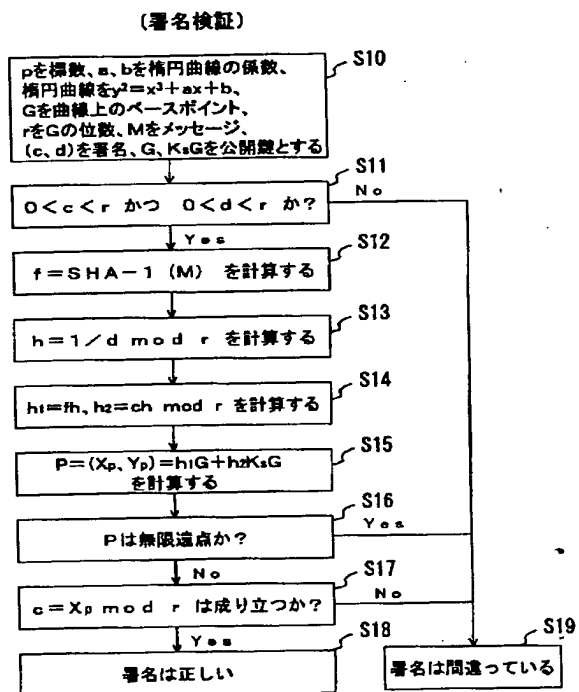 (署名検証)
S10
pを標数、a、bを楕円曲線の係数、
楕円曲線をy²=x³+ax+b、
Gを曲線上のベースポイント、
rをGの位数、Mをメッセージ、
(c、d)を署名、G、KsGを公開鍵とする
S11
0<c<r かつ 0<d<r か?
No
Yes
S12
f=SHA-1 (M) を計算する
S13
h=1/d mod r を計算する
S14
h1=fh、h2=ch mod r を計算する
S15
P=(Xp、Yp)=h1G+h2KsG
を計算する
S16
Pは無限遠点か?
Yes
No
S17
c=Xp mod r は成り立つか?
No
Yes
S18
署名は正しい
S19
署名は間違っている